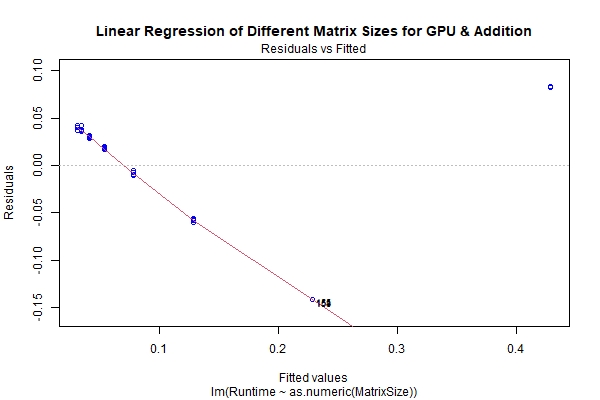 Linear Regression of Different Matrix Sizes for GPU & Addition
Residuals vs Fitted
0.10
0.05
0.00
-0.05
-0.10
-0.15
Residuals
0.1
0.2
0.3
0.4
Fitted values
lm(Runtime ~ as.numeric(MatrixSize))